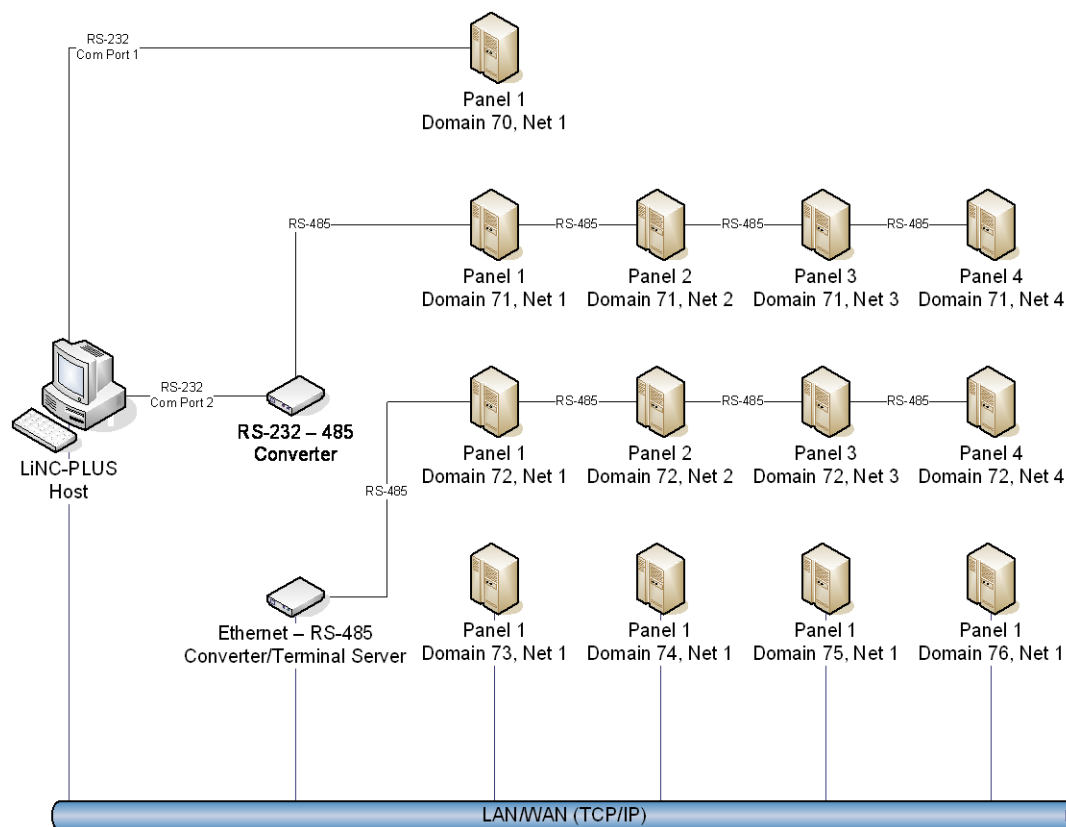 RS-232
Com Port 1
Panel 1
Domain 70, Net 1
RS-485
RS-485
RS-485
RS-485
Panel 1
Domain 71, Net 1
Panel 2
Domain 71, Net 2
Panel 3
Domain 71, Net 3
Panel 4
Domain 71, Net 4
RS-232
Com Port 2
RS-232 – 485
Converter
LiNC-PLUS
Host
RS-485
RS-485
RS-485
RS-485
Panel 1
Domain 72, Net 1
Panel 2
Domain 72, Net 2
Panel 3
Domain 72, Net 3
Panel 4
Domain 72, Net 4
Ethernet – RS-485
Converter/Terminal Server
Panel 1
Domain 73, Net 1
Panel 1
Domain 74, Net 1
Panel 1
Domain 75, Net 1
Panel 1
Domain 76, Net 1
LAN/WAN (TCP/IP)